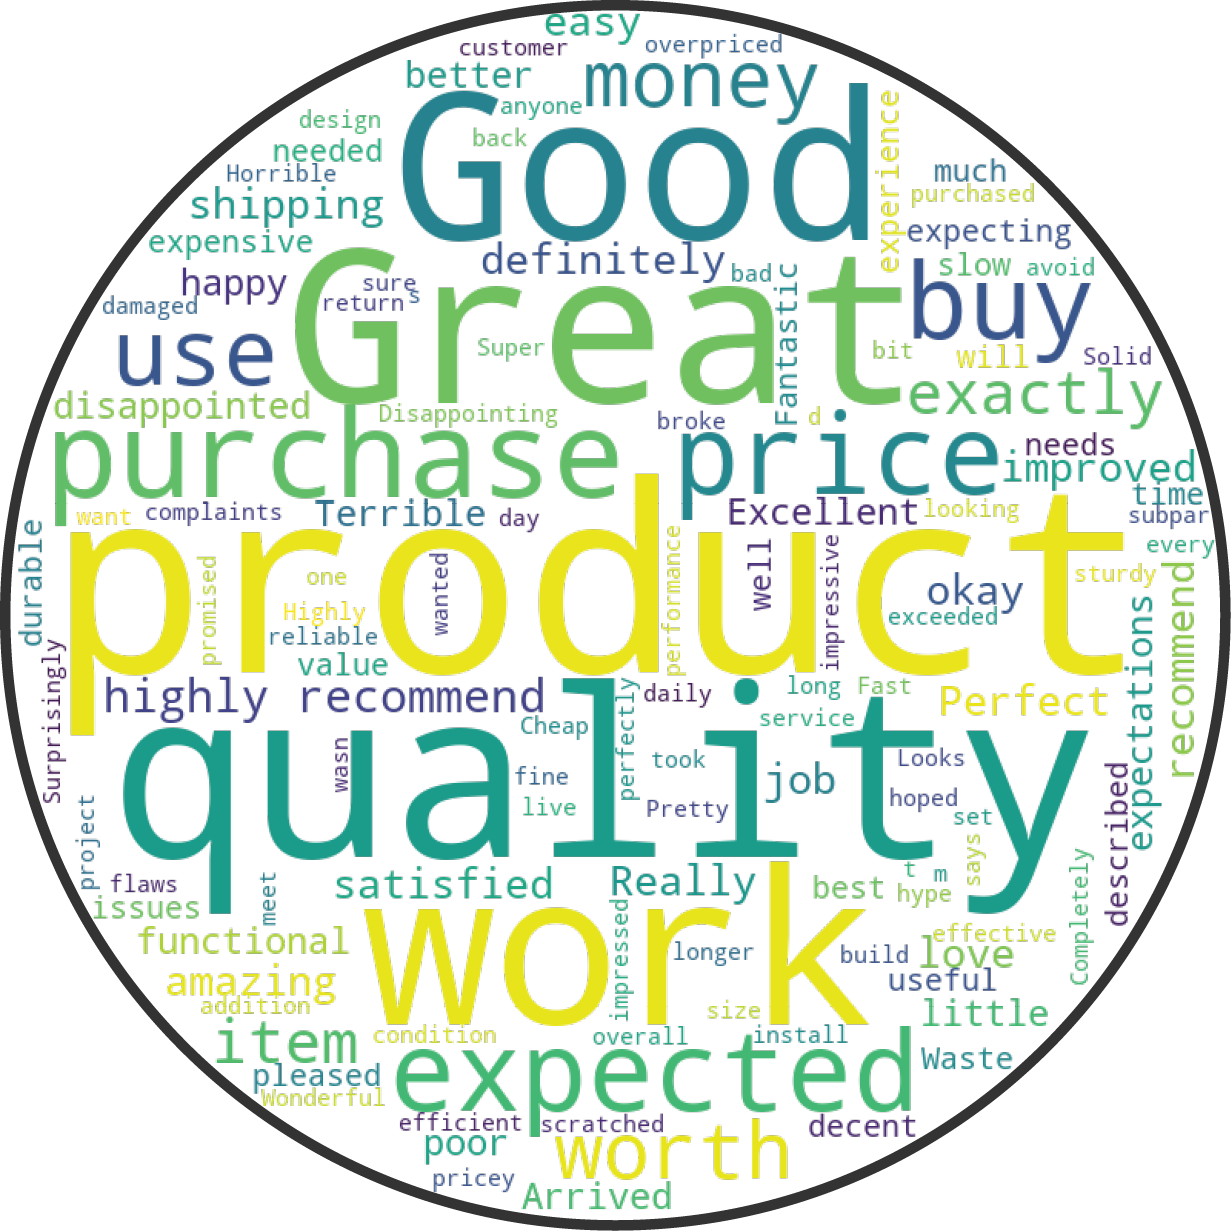 easy
customer
overpriced
better
money
Good
anyone
design
back
experience
needed
Horrible
much
purchased
shipping
expensive
expecting
definitely
happy
sure
return
s
bad
slow
avoid
damaged
Great
Fantastic
buy
use
Super
bit
will
Solid
disappointed
Disappointing
exactly
broke
d
purchase
price
needs
improved
time
want
complaints
Terrible
day
Excellent
looking
subpar
product
durable
every
promised
one
wanted
performance
well
impressive
okay
sturdy
Highly
reliable
exceeded
value
recommend
expectations
Surprisingly
highly recommend
daily
long
Fast
Perfect
quality
perfectly
Cheap
service
wasn
fine
took
job
Looks
live
Pretty
hoped
set
described
project
flaws
issues
meet
satisfied
Really
best
t
m
says
hype
Completely
work
functional
impressed
longer
build
effective
love
amazing
useful
addition
size
little
item
condition
overall
install
expected
Waste
pleased
Wonderful
efficient
scratched
decent
poor
worth
pricey
Arrived